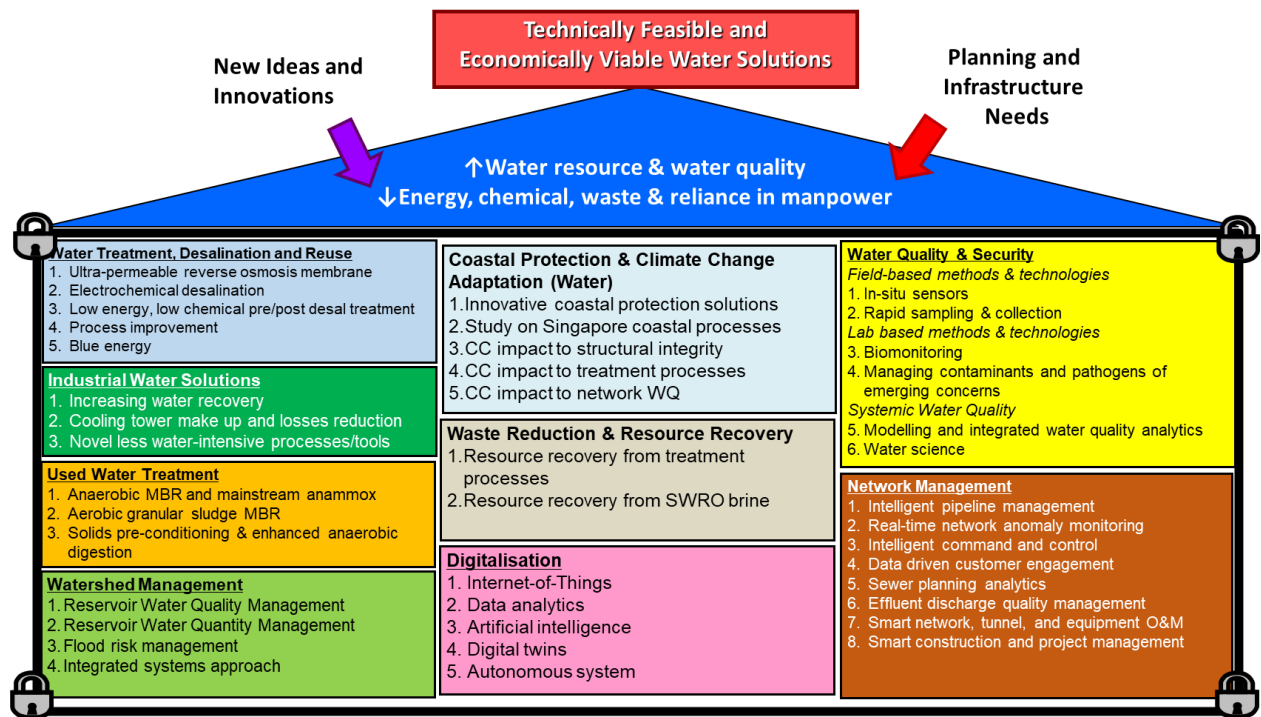 Technically Feasible and
Economically Viable Water Solutions
New Ideas and
Innovations
Planning and
Infrastructure
Needs
↑Water resource & water quality
↓Energy, chemical, waste & reliance in manpower
Water Treatment, Desalination and Reuse
1. Ultra-permeable reverse osmosis membrane
2. Electrochemical desalination
3. Low energy, low chemical pre/post desal treatment
4. Process improvement
5. Blue energy
Industrial Water Solutions
1. Increasing water recovery
2. Cooling tower make up and losses reduction
3. Novel less water-intensive processes/tools
Used Water Treatment
1. Anaerobic MBR and mainstream anammox
2. Aerobic granular sludge MBR
3. Solids pre-conditioning & enhanced anaerobic
digestion
Watershed Management
1. Reservoir Water Quality Management
2. Reservoir Water Quantity Management
3. Flood risk management
4. Integrated systems approach
Coastal Protection & Climate Change
Adaptation (Water)
1. Innovative coastal protection solutions
2. Study on Singapore coastal processes
3. CC impact to structural integrity
4. CC impact to treatment processes
5. CC impact to network WQ
Waste Reduction & Resource Recovery
1. Resource recovery from treatment
processes
2. Resource recovery from SWRO brine
Digitalisation
1. Internet-of-Things
2. Data analytics
3. Artificial intelligence
4. Digital twins
5. Autonomous system
Water Quality & Security
Field-based methods & technologies
1. In-situ sensors
2. Rapid sampling & collection
Lab based methods & technologies
3. Biomonitoring
4. Managing contaminants and pathogens of
emerging concerns
Systemic Water Quality
5. Modelling and integrated water quality analytics
6. Water science
Network Management
1. Intelligent pipeline management
2. Real-time network anomaly monitoring
3. Intelligent command and control
4. Data driven customer engagement
5. Sewer planning analytics
6. Effluent discharge quality management
7. Smart network, tunnel, and equipment O&M
8. Smart construction and project management